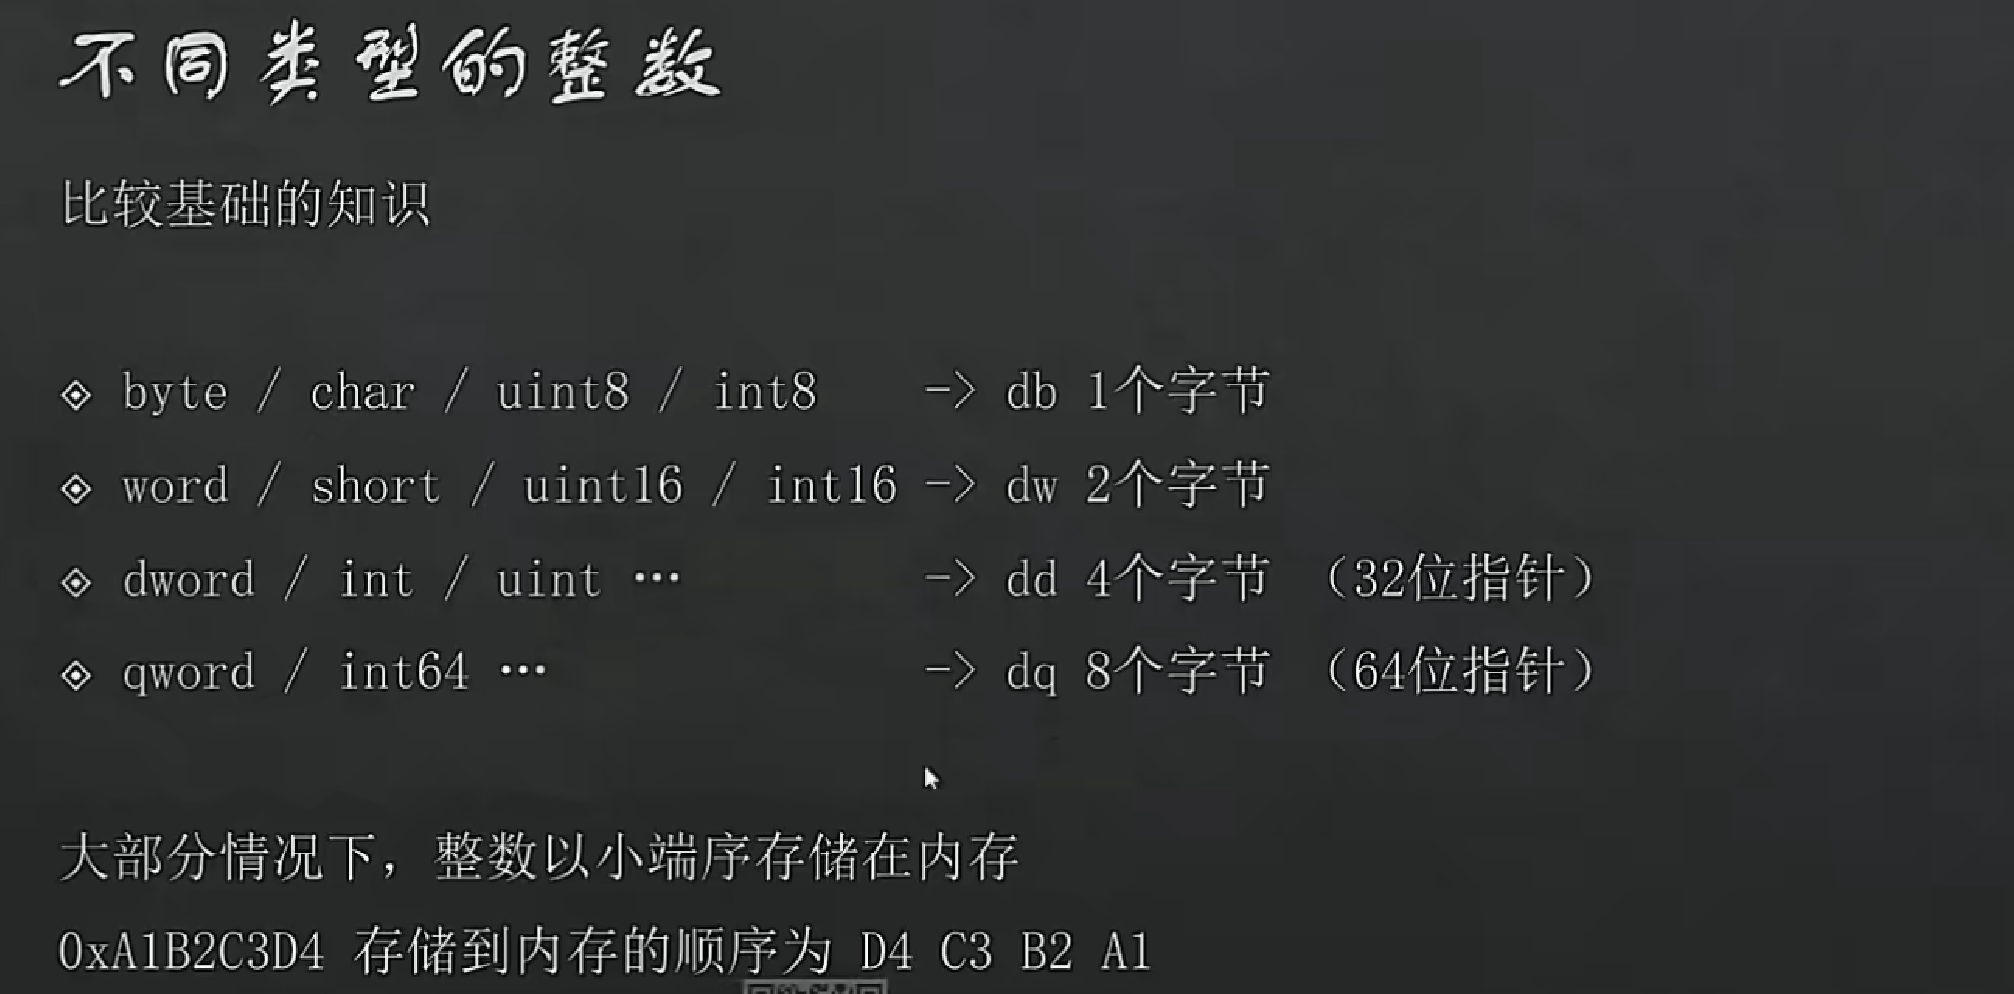 不同类型的整数
比较基础的知识
byte / char / uint8 / int8 -> db 1个字节
word / short / uint16 / int16 -> dw 2个字节
dword / int / uint … -> dd 4个字节 （32位指针）
qword / int64 … -> dq 8个字节 （64位指针）
大部分情况下，整数以小端序存储在内存
0xA1B2C3D4 存储到内存的顺序为 D4 C3 B2 A1